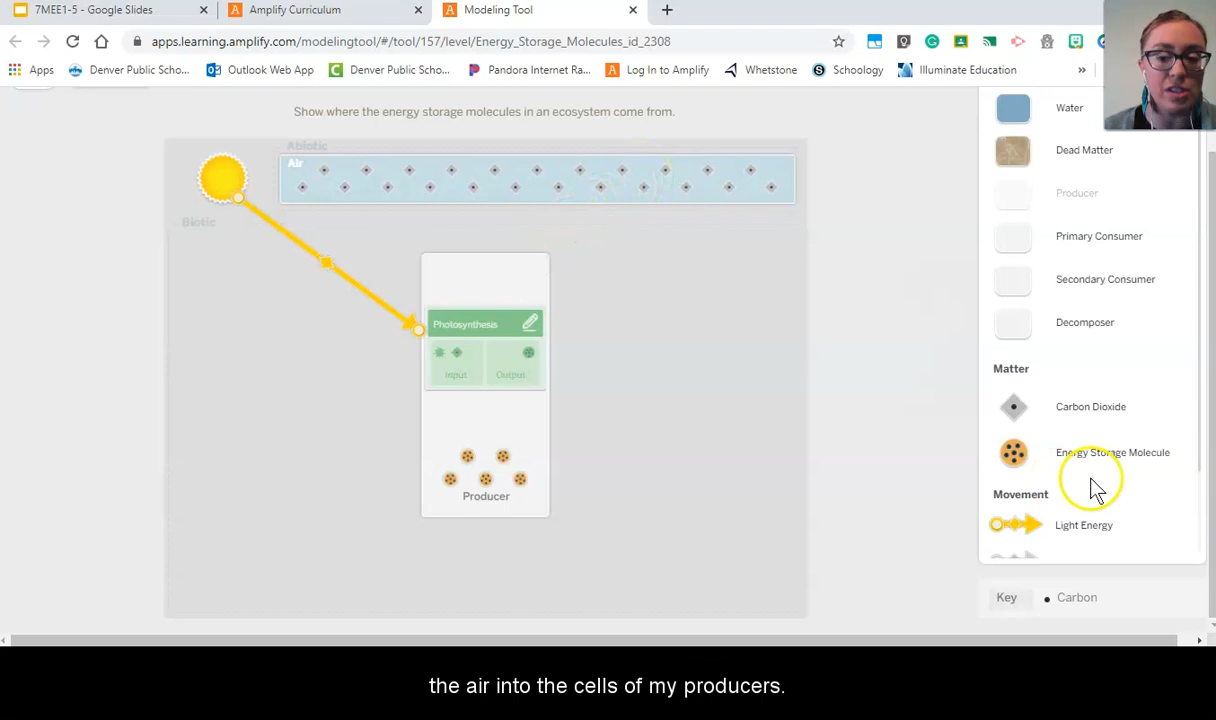 7MEE1-5 - Google Slides
Amplify Curriculum
Modeling Tool
apps.learning.amplify.com/modelingtool/#/tool/157/level/Energy_Storage_Molecules_id_2308
Apps
Denver Public Scho...
Outlook Web App
Denver Public Scho...
Pandora Internet Ra...
Log In to Amplify
Whetstone
Schoology
Illuminate Education
Show where the energy storage molecules in an ecosystem come from.
Abiotic
Air
Biotic
Photosynthesis
Input
Output
Producer
Water
Dead Matter
Producer
Primary Consumer
Secondary Consumer
Decomposer
Matter
Carbon Dioxide
Energy Storage Molecule
Movement
Light Energy
Key
Carbon
the air into the cells of my producers.